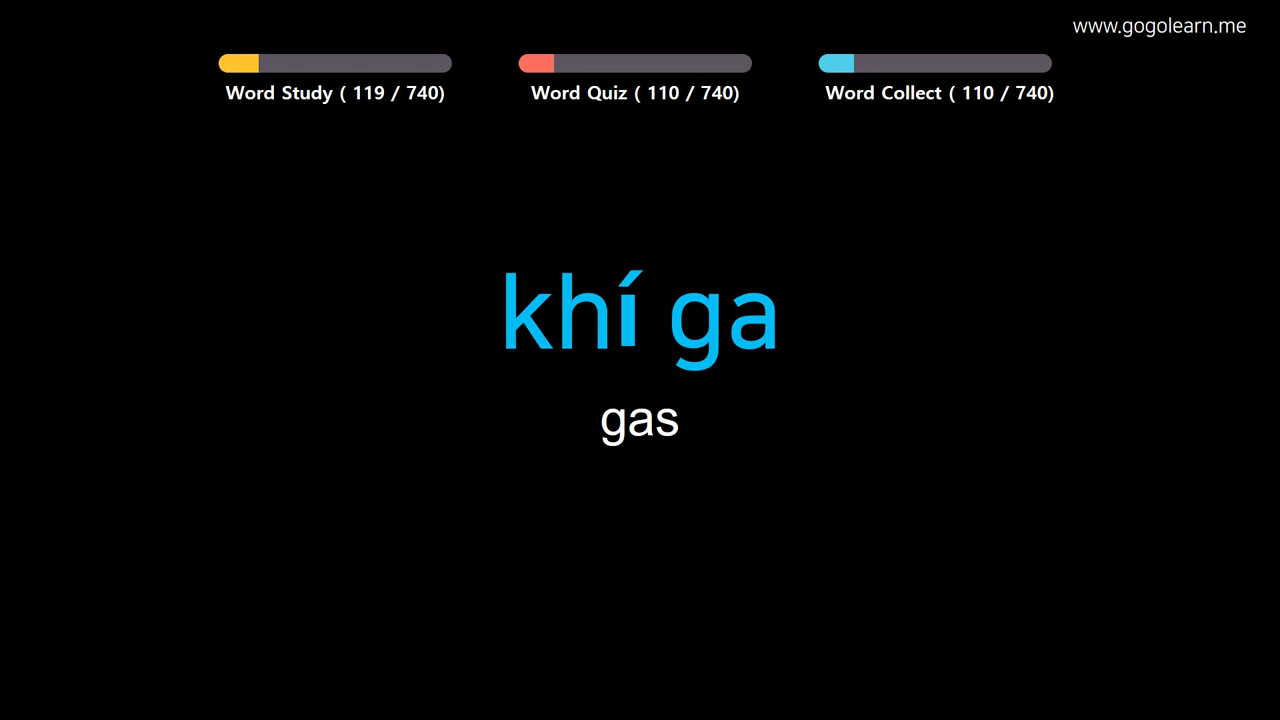 www.gogolearn.me
Word Study ( 119 / 740)
Word Quiz ( 110 / 740)
Word Collect ( 110 / 740)
khí ga
gas